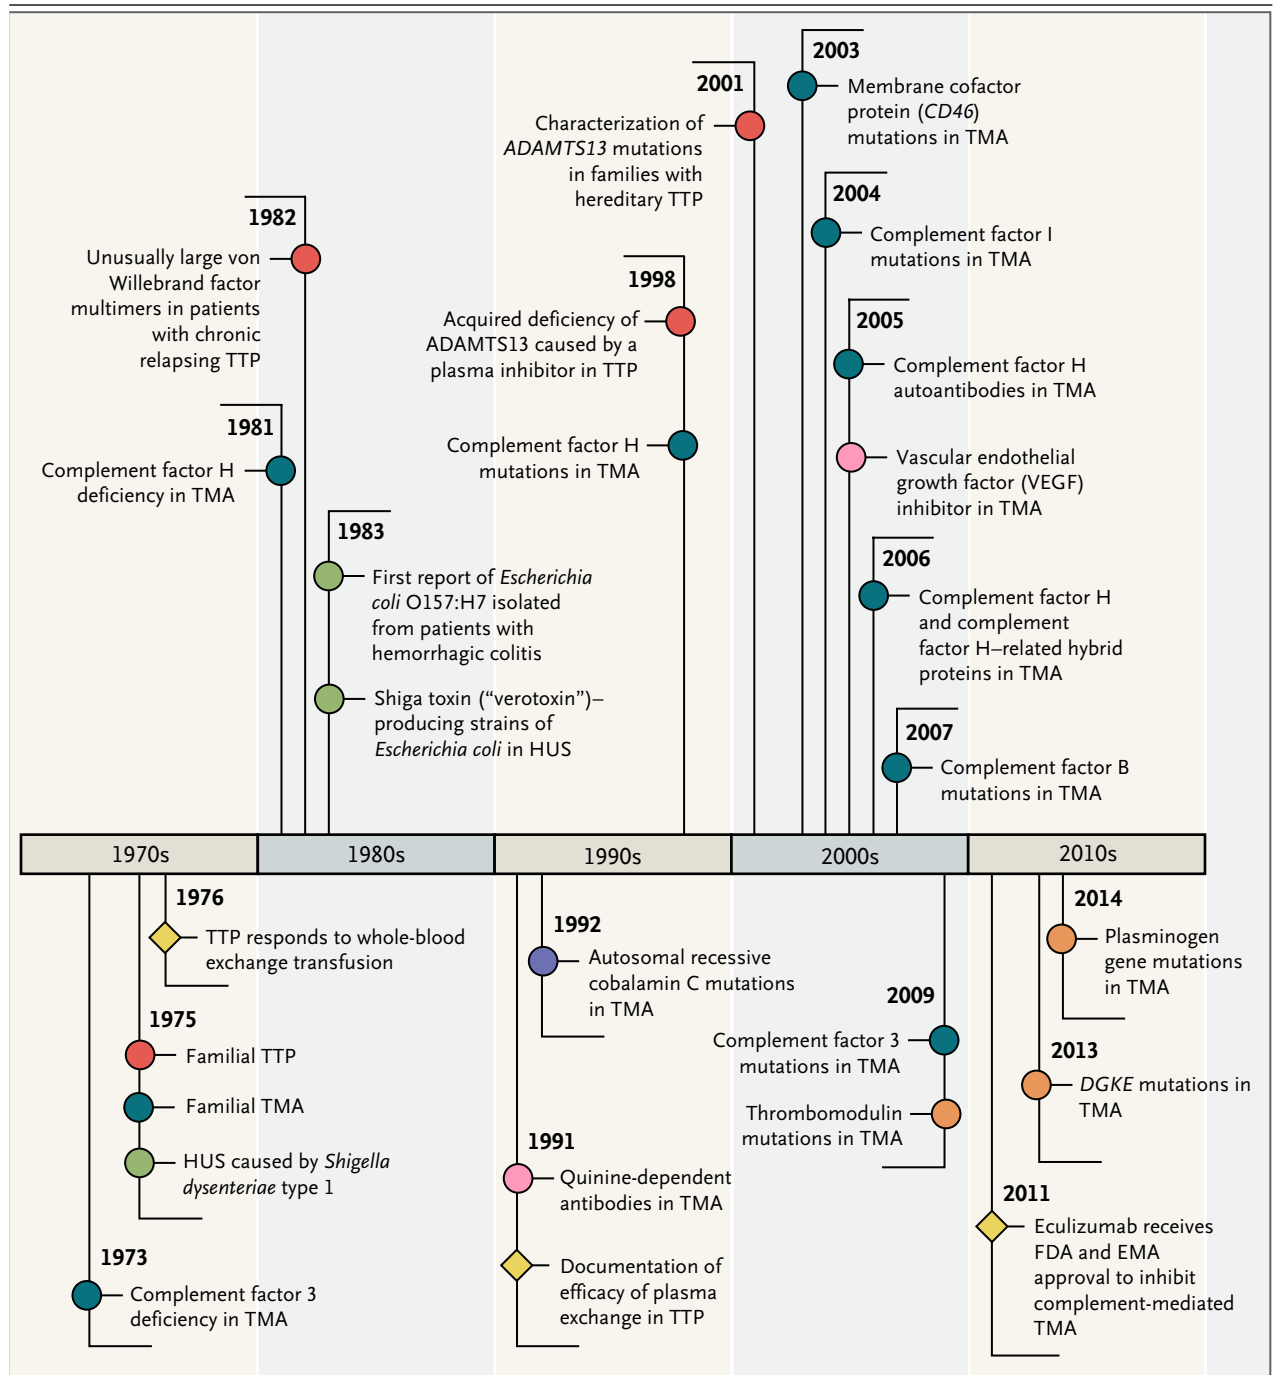 2003
Membrane cofactor
protein (CD46)
mutations in TMA
2001
Characterization of
ADAMTS13 mutations
in families with
hereditary TTP
2004
Complement factor I
mutations in TMA
1982
Unusually large von
Willebrand factor
multimers in patients
with chronic
relapsing TTP
1998
Acquired deficiency of
ADAMTS13 caused by a
plasma inhibitor in TTP
Complement factor H
mutations in TMA
2005
Complement factor H
autoantibodies in TMA
Vascular endothelial
growth factor (VEGF)
inhibitor in TMA
1981
Complement factor H
deficiency in TMA
1983
First report of Escherichia
coli O157:H7 isolated
from patients with
hemorrhagic colitis
Shiga toxin (“verotoxin”)–
producing strains of
Escherichia coli in HUS
2006
Complement factor H
and complement
factor H–related hybrid
proteins in TMA
2007
Complement factor B
mutations in TMA
1970s
1980s
1990s
2000s
2010s
1976
TTP responds to whole-blood
exchange transfusion
1975
Familial TTP
Familial TMA
HUS caused by Shigella
dysenteriae type 1
1973
Complement factor 3
deficiency in TMA
1992
Autosomal recessive
cobalamin C mutations
in TMA
1991
Quinine-dependent
antibodies in TMA
Documentation of
efficacy of plasma
exchange in TTP
2009
Complement factor 3
mutations in TMA
Thrombomodulin
mutations in TMA
2014
Plasminogen
gene mutations
in TMA
2013
DGKE mutations in
TMA
2011
Eculizumab receives
FDA and EMA
approval to inhibit
complement-mediated
TMA